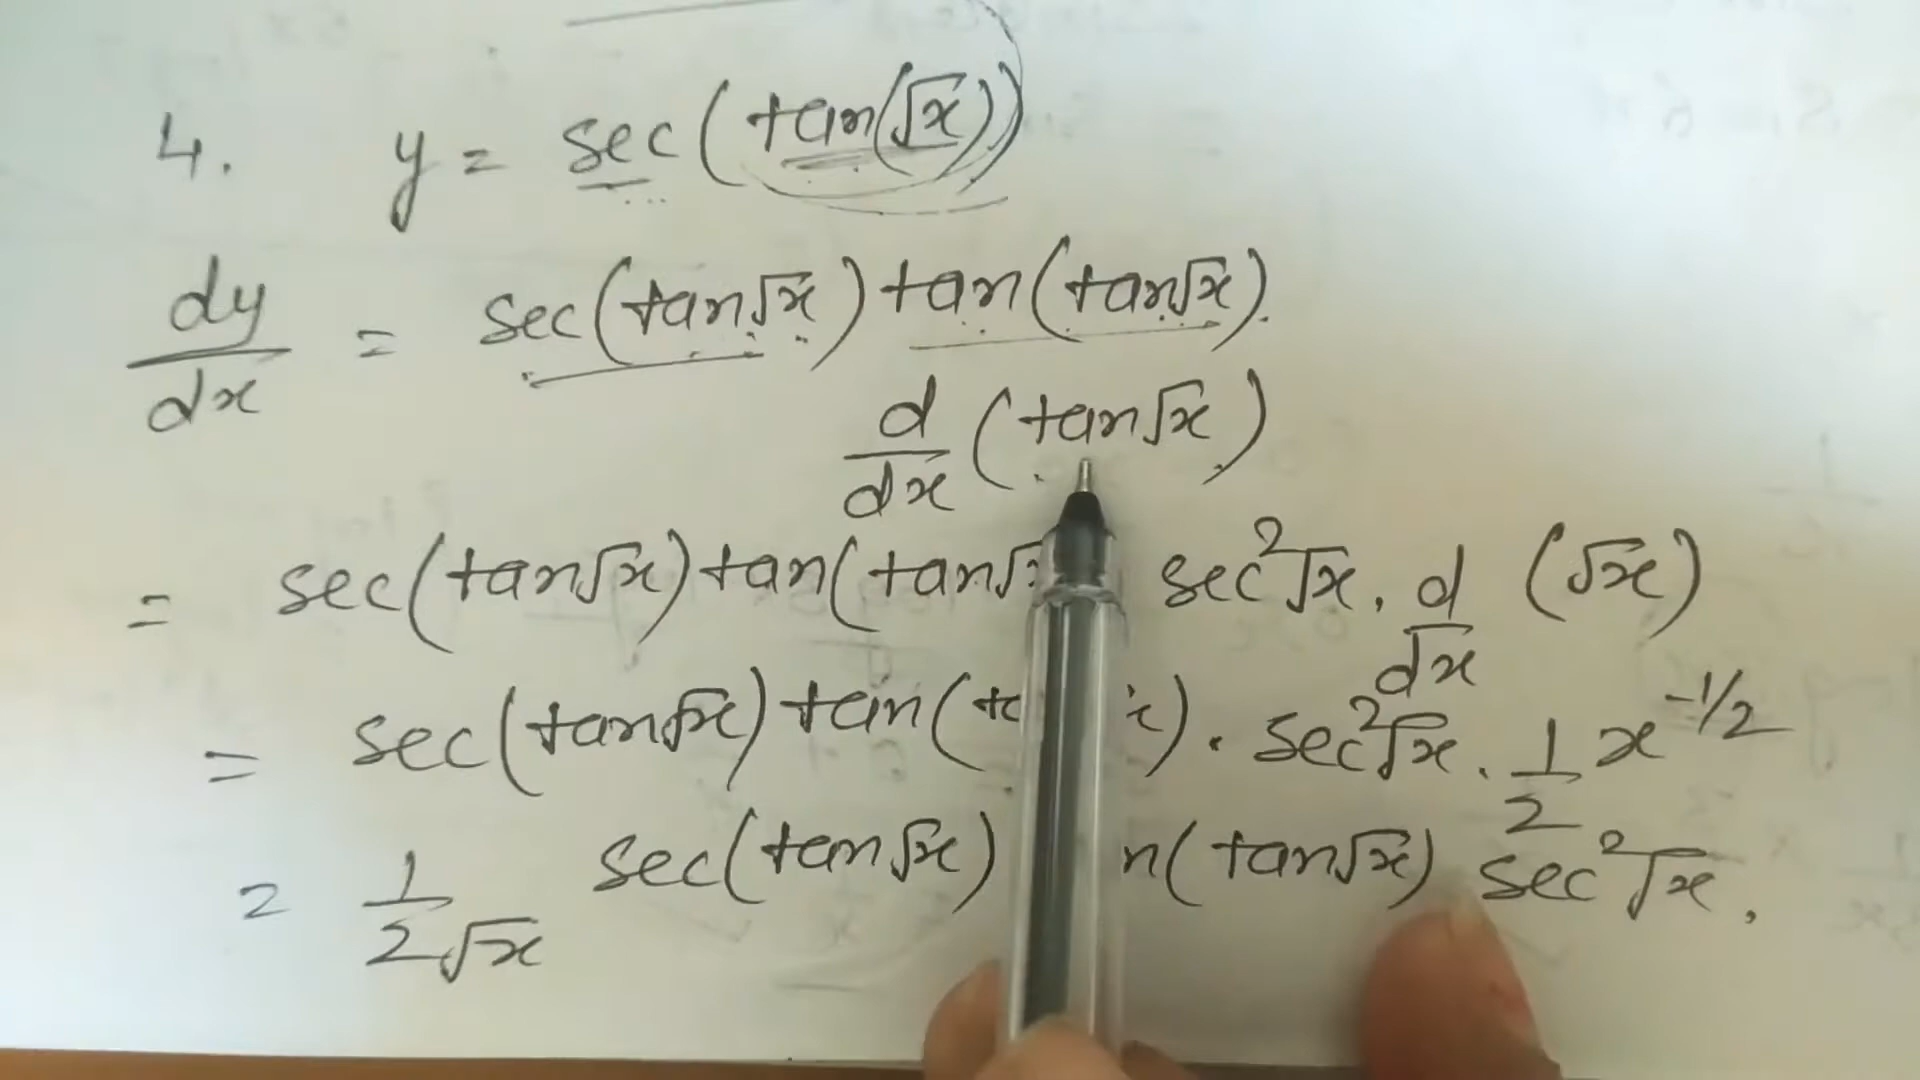 4. y = sec(tan(√x))
dy/dx = sec(tan√x) tan(tan√x).
d/dx (tan√x)
= sec(tan√x) tan(tan√ sec²√x. d/dx (√x)
= sec(tan√x) tan(t ). sec²√x. 1/2 x^-1/2
= 1/2√x sec(tan√x) n(tan√x) sec²√x.